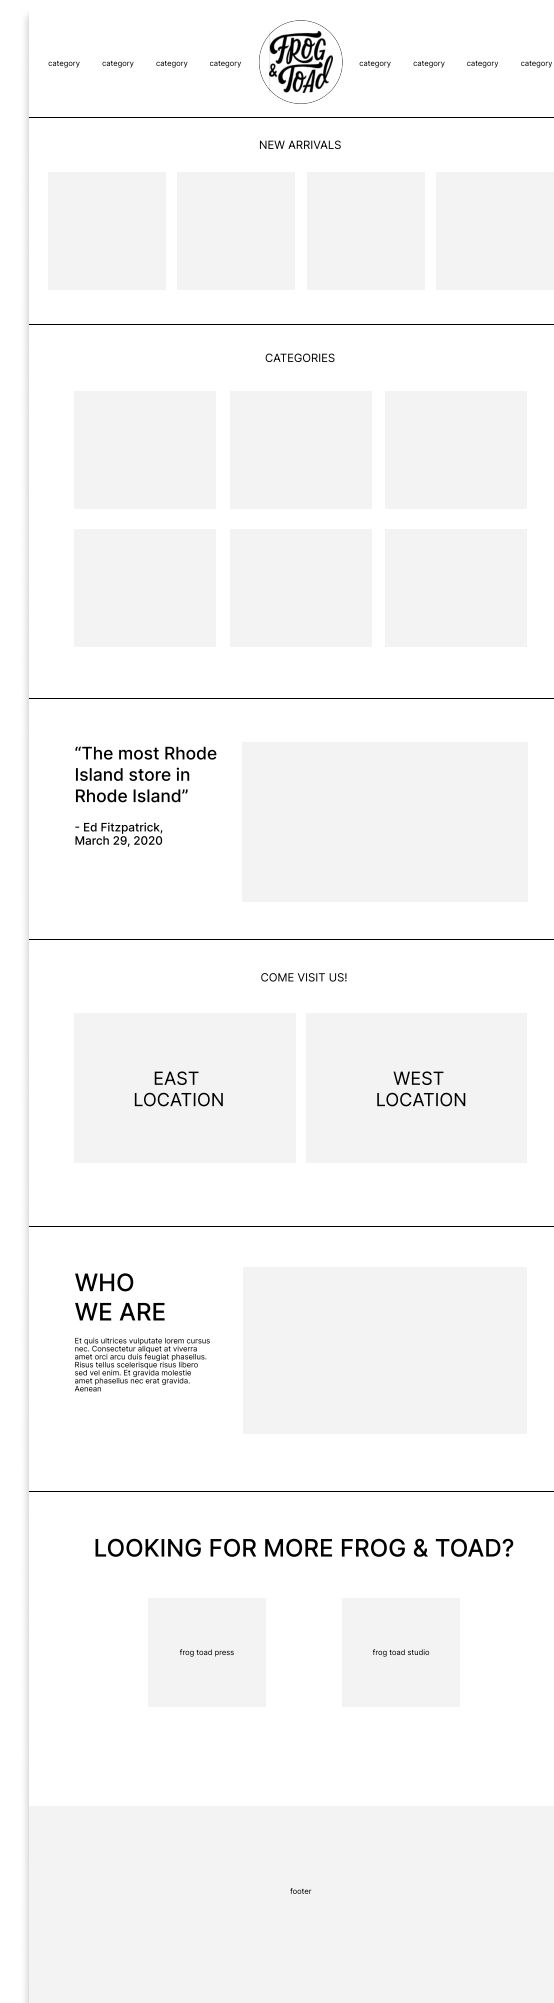 category category category category FROG & TOAD category category category category
NEW ARRIVALS
CATEGORIES
“The most Rhode
Island store in
Rhode Island”
- Ed Fitzpatrick,
March 29, 2020
COME VISIT US!
EAST
LOCATION
WEST
LOCATION
WHO
WE ARE
Et quis ultrices vulputate lorem cursus
nec. Consectetur aliquet at viverra
amet orci arcu duis feugiat phasellus.
Risus tellus scelerisque risus libero
sed vel enim. Et gravida molestie
amet phasellus nec erat gravida.
Aenean
LOOKING FOR MORE FROG & TOAD?
frog toad press
frog toad studio
footer